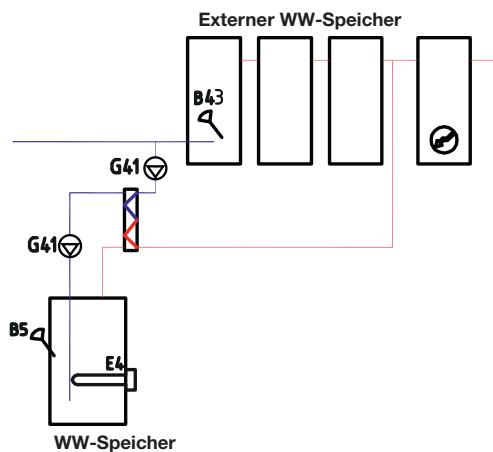 Externer WW-Speicher
B43
G41
G41
B5
E4
WW-Speicher